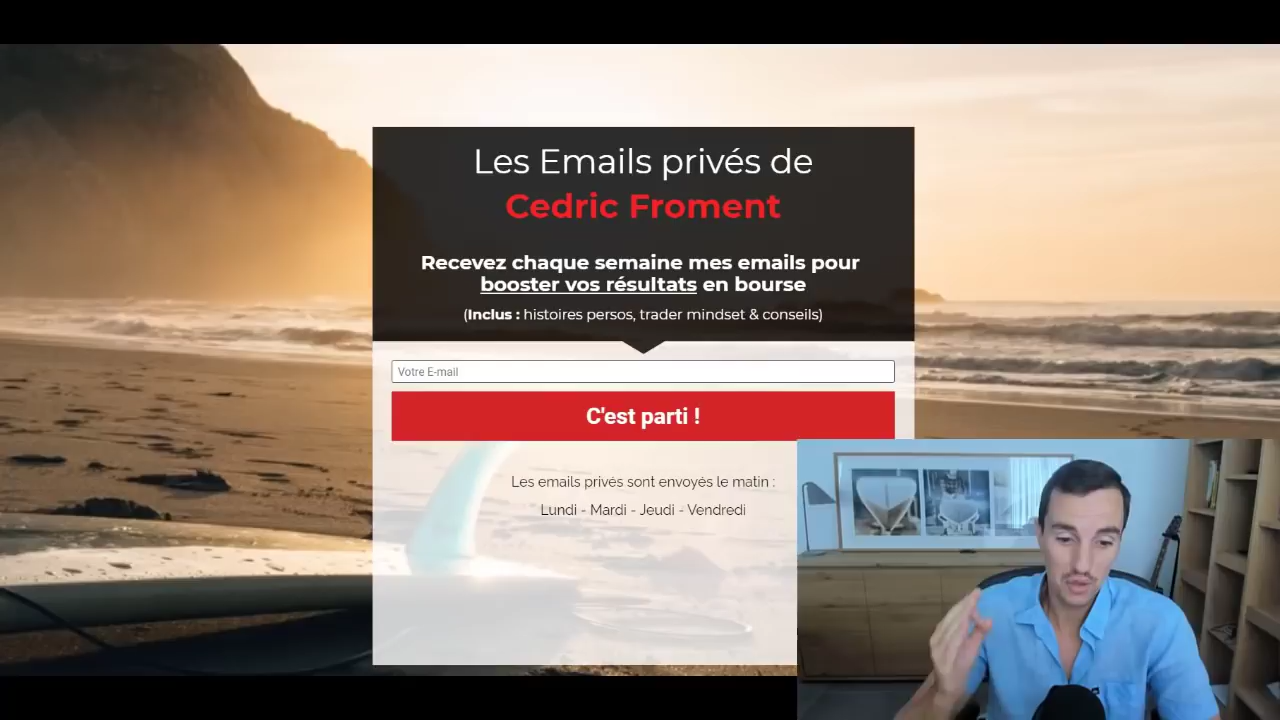 Les Emails privés de
Cedric Froment
Recevez chaque semaine mes emails pour
booster vos résultats en bourse
(Inclus : histoires persos, trader mindset & conseils)
Votre E-mail
C'est parti !
Les emails privés sont envoyés le matin :
Lundi - Mardi - Jeudi - Vendredi